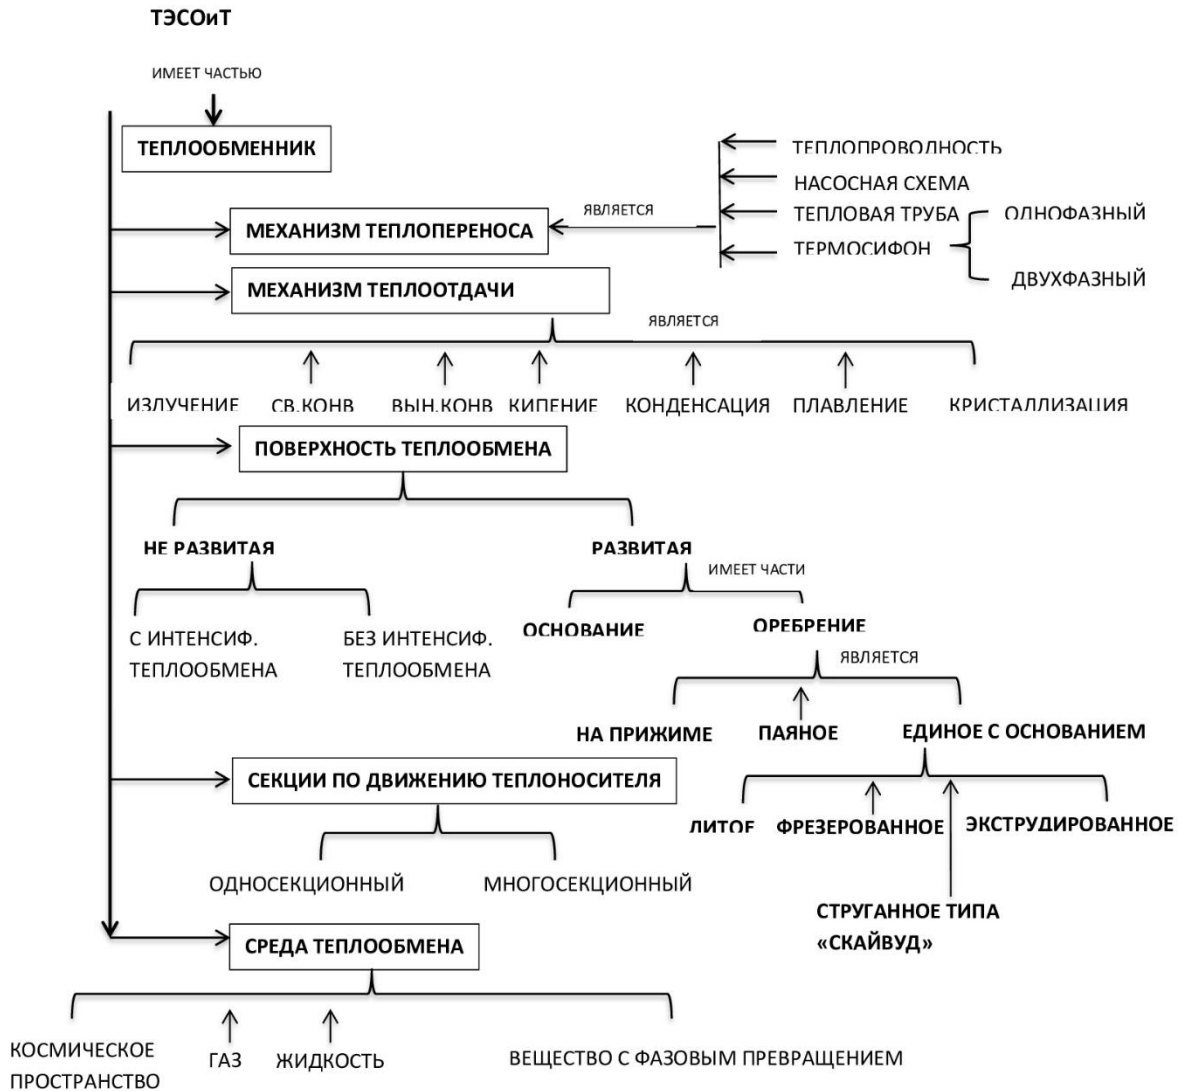 ТЭСОиТ
ИМЕЕТ ЧАСТЬЮ
ТЕПЛООБМЕННИК
ТЕПЛОПРОВОДНОСТЬ
НАСОСНАЯ СХЕМА
ЯВЛЯЕТСЯ
ТЕПЛОВАЯ ТРУБА
ОДНОФАЗНЫЙ
МЕХАНИЗМ ТЕПЛОПЕРЕНОСА
ТЕРМОСИФОН
ДВУХФАЗНЫЙ
МЕХАНИЗМ ТЕПЛООТДАЧИ
ЯВЛЯЕТСЯ
ИЗЛУЧЕНИЕ СВ.КОНВ ВЫН.КОНВ КИПЕНИЕ КОНДЕНСАЦИЯ ПЛАВЛЕНИЕ КРИСТАЛЛИЗАЦИЯ
ПОВЕРХНОСТЬ ТЕПЛООБМЕНА
НЕ РАЗВИТАЯ РАЗВИТАЯ
ИМЕЕТ ЧАСТИ
ОСНОВАНИЕ ОРЕБРЕНИЕ
С ИНТЕНСИФ. БЕЗ ИНТЕНСИФ.
ТЕПЛООБМЕНА ТЕПЛООБМЕНА
ЯВЛЯЕТСЯ
НА ПРИЖИМЕ ПАЯНОЕ ЕДИНОЕ С ОСНОВАНИЕМ
СЕКЦИИ ПО ДВИЖЕНИЮ ТЕПЛОНОСИТЕЛЯ
ЛИТОЕ ФРЕЗЕРОВАННОЕ ЭКСТРУДИРОВАННОЕ
ОДНОСЕКЦИОННЫЙ МНОГОСЕКЦИОННЫЙ
СТРУГАННОЕ ТИПА
«СКАЙВУД»
СРЕДА ТЕПЛООБМЕНА
КОСМИЧЕСКОЕ
ПРОСТРАНСТВО
ГАЗ ЖИДКОСТЬ ВЕЩЕСТВО С ФАЗОВЫМ ПРЕВРАЩЕНИЕМ